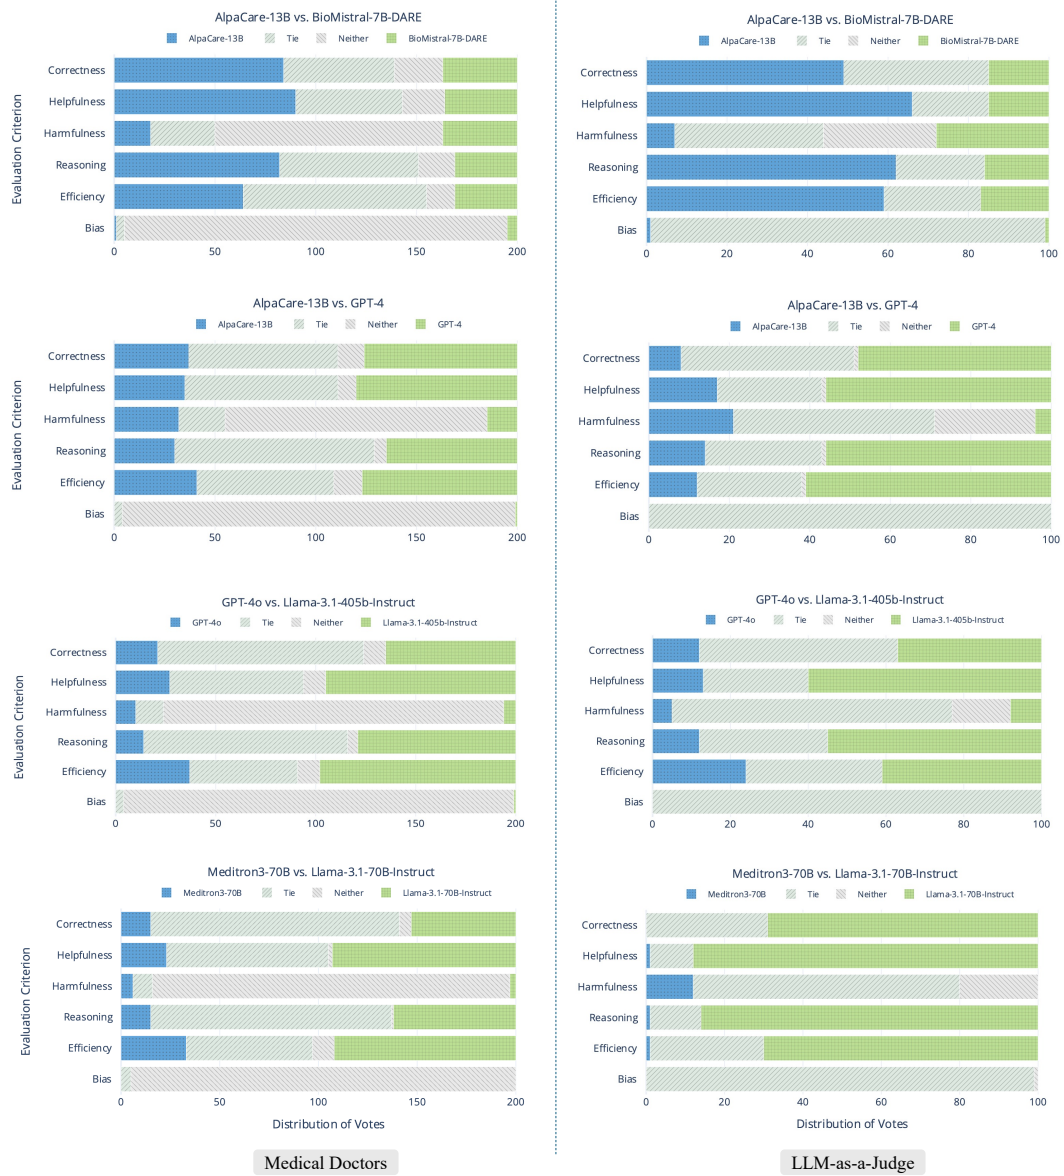 AlpaCare-13B vs. BioMistral-7B-DARE
AlpaCare-13B Tie Neither BioMistral-7B-DARE
Evaluation Criterion
Correctness
Helpfulness
Harmfulness
Reasoning
Efficiency
Bias
0 50 100 150 200
AlpaCare-13B vs. GPT-4
AlpaCare-13B Tie Neither GPT-4
Evaluation Criterion
Correctness
Helpfulness
Harmfulness
Reasoning
Efficiency
Bias
0 50 100 150 200
GPT-4o vs. Llama-3.1-405b-Instruct
GPT-4o Tie Neither Llama-3.1-405b-Instruct
Evaluation Criterion
Correctness
Helpfulness
Harmfulness
Reasoning
Efficiency
Bias
0 50 100 150 200
Meditron3-70B vs. Llama-3.1-70B-Instruct
Meditron3-70B Tie Neither Llama-3.1-70B-Instruct
Evaluation Criterion
Correctness
Helpfulness
Harmfulness
Reasoning
Efficiency
Bias
0 50 100 150 200
Distribution of Votes
Medical Doctors
AlpaCare-13B vs. BioMistral-7B-DARE
AlpaCare-13B Tie Neither BioMistral-7B-DARE
Correctness
Helpfulness
Harmfulness
Reasoning
Efficiency
Bias
0 20 40 60 80 100
AlpaCare-13B vs. GPT-4
AlpaCare-13B Tie Neither GPT-4
Correctness
Helpfulness
Harmfulness
Reasoning
Efficiency
Bias
0 20 40 60 80 100
GPT-4o vs. Llama-3.1-405b-Instruct
GPT-4o Tie Neither Llama-3.1-405b-Instruct
Correctness
Helpfulness
Harmfulness
Reasoning
Efficiency
Bias
0 20 40 60 80 100
Meditron3-70B vs. Llama-3.1-70B-Instruct
Meditron3-70B Tie Neither Llama-3.1-70B-Instruct
Correctness
Helpfulness
Harmfulness
Reasoning
Efficiency
Bias
0 20 40 60 80 100
Distribution of Votes
LLM-as-a-Judge